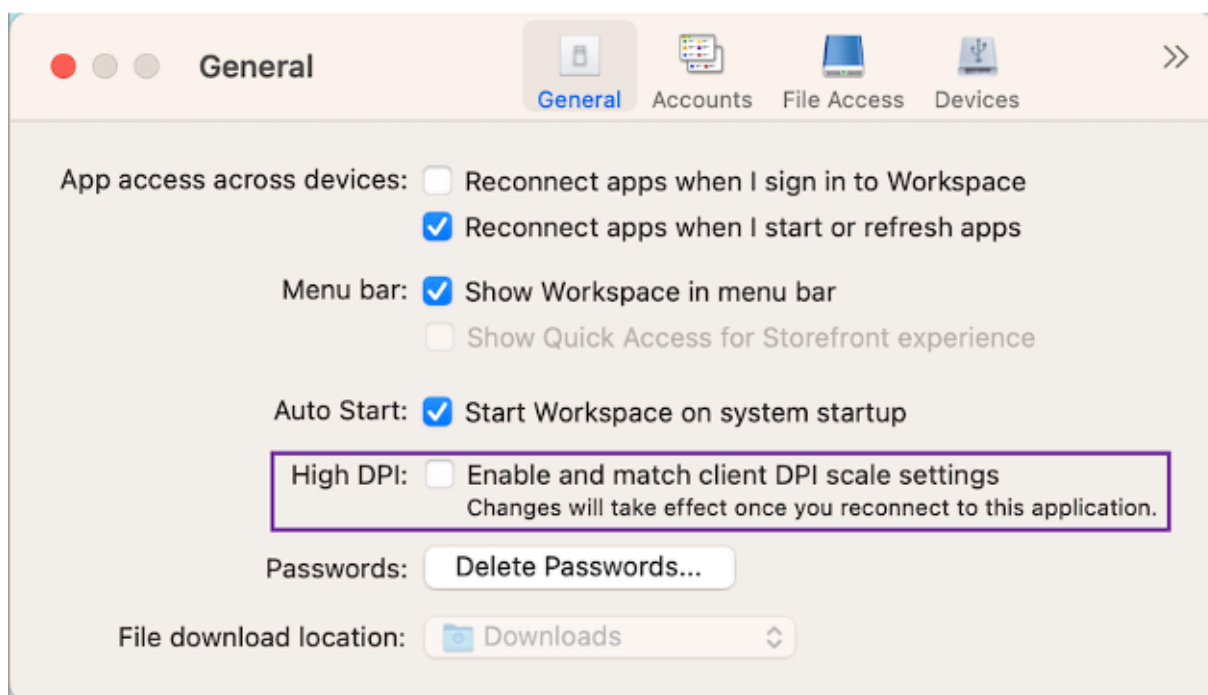 General
General Accounts File Access Devices
App access across devices: Reconnect apps when I sign in to Workspace
Reconnect apps when I start or refresh apps
Menu bar: Show Workspace in menu bar
Show Quick Access for Storefront experience
Auto Start: Start Workspace on system startup
High DPI: Enable and match client DPI scale settings
Changes will take effect once you reconnect to this application.
Passwords: Delete Passwords...
File download location: Downloads